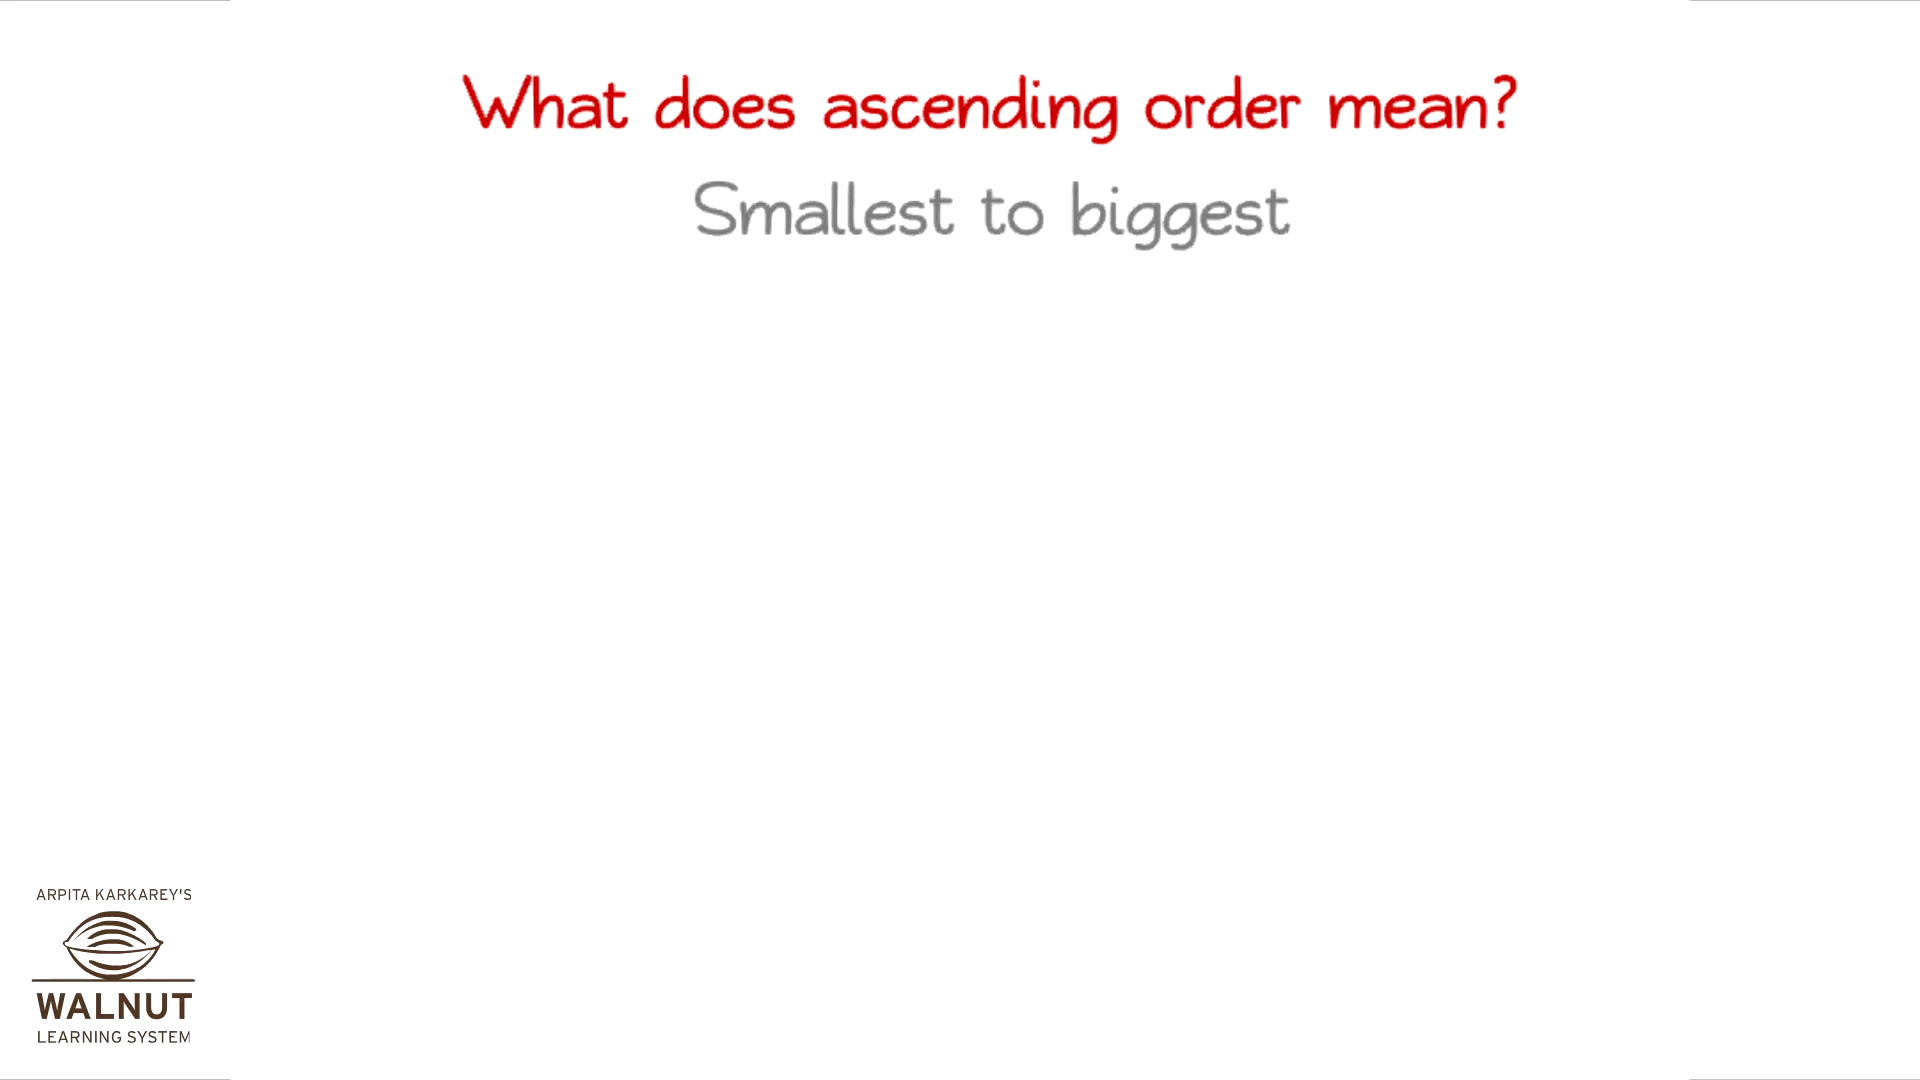 What does ascending order mean?
Smallest to biggest
ARPITA KARKAREY'S
WALNUT
LEARNING SYSTEM